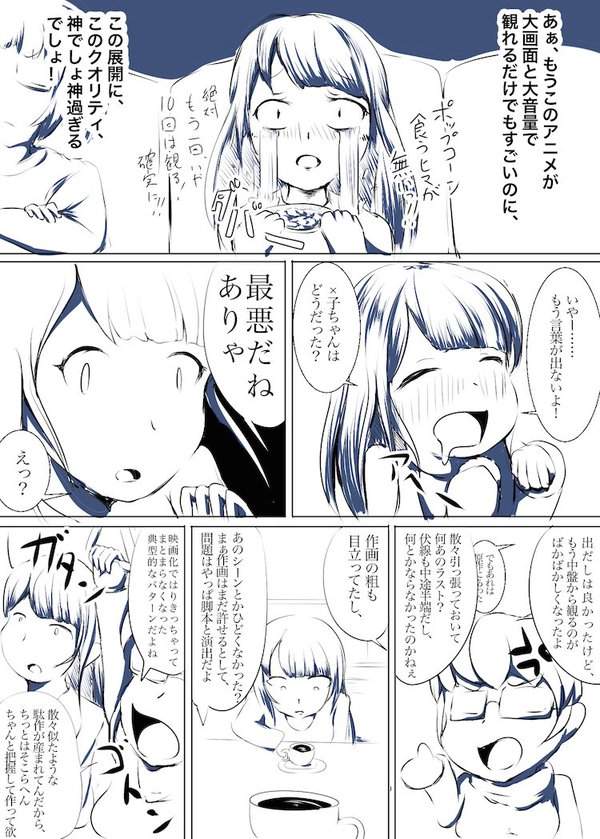 あぁ、もうこのアニメが
大画面と大音量で
観れるだけでもすごいのに、
ポップコーン
食うヒマが
無いっ!
ダバ
絶対
もう一回、いや
10回は観る!
確実に!!
この展開に、
このクオリティ、
神でしょ神過ぎる
でしょ!
いやー………
もう言葉が
出ないよ!
×子ちゃんは
どうだった?
最悪だね
ありゃ
えっ?
出だしは良かったけど、
もう中盤から観るのが
ばかばかしくなったよ
でもあれは
散々引っ張っておいて
何あのラスト?
伏線も中途半端だし、
何とかならなかったのかねぇ
作画の粗も
目立ってたし、
あのシーンとかひどくなかった?
まぁ作画はまだ許せるとして、
問題はやっぱ脚本と演出だよ
映画化ではりきっちゃって
まとまらなくなった
典型的なパターンだよね
ガタン
散々似たような
駄作が産まれてんだから、
ちっとはそこらへん
ちゃんと把握して作って欲